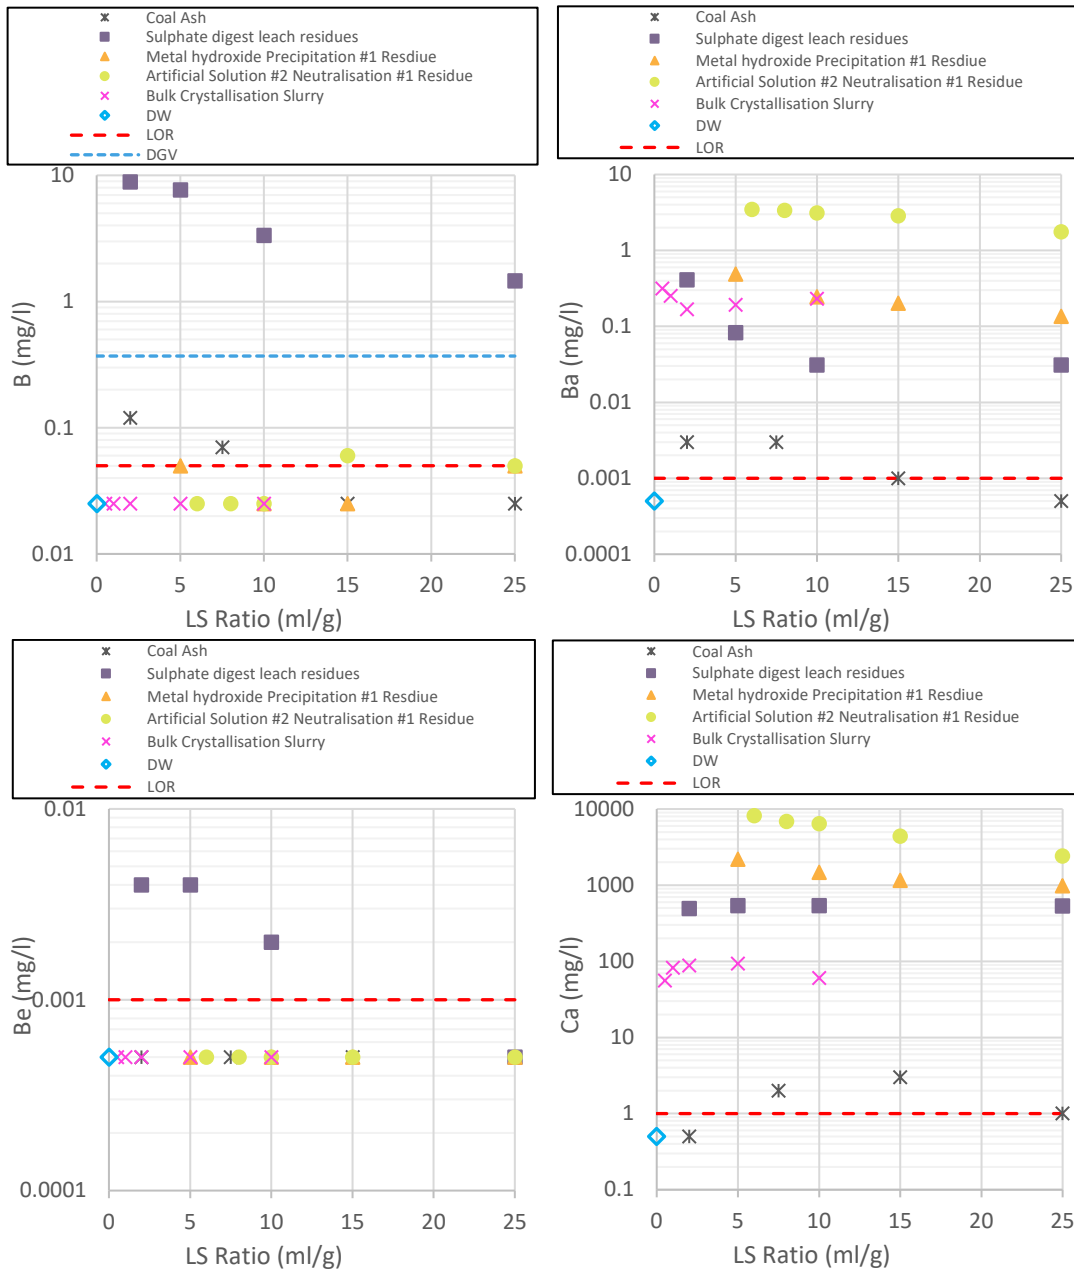 Coal Ash
Sulphate digest leach residues
Metal hydroxide Precipitation #1 Resdiue
Artificial Solution #2 Neutralisation #1 Residue
Bulk Crystallisation Slurry
DW
LOR
DGV
10
1
0.1
0.01
B (mg/l)
0 5 10 15 20 25
LS Ratio (ml/g)
Coal Ash
Sulphate digest leach residues
Metal hydroxide Precipitation #1 Resdiue
Artificial Solution #2 Neutralisation #1 Residue
Bulk Crystallisation Slurry
DW
LOR
10
1
0.1
0.01
0.001
0.0001
Ba (mg/l)
0 5 10 15 20 25
LS Ratio (ml/g)
Coal Ash
Sulphate digest leach residues
Metal hydroxide Precipitation #1 Resdiue
Artificial Solution #2 Neutralisation #1 Residue
Bulk Crystallisation Slurry
DW
LOR
0.01
0.001
0.0001
Be (mg/l)
0 5 10 15 20 25
LS Ratio (ml/g)
Coal Ash
Sulphate digest leach residues
Metal hydroxide Precipitation #1 Resdiue
Artificial Solution #2 Neutralisation #1 Residue
Bulk Crystallisation Slurry
DW
LOR
10000
1000
100
10
1
0.1
Ca (mg/l)
0 5 10 15 20 25
LS Ratio (ml/g)